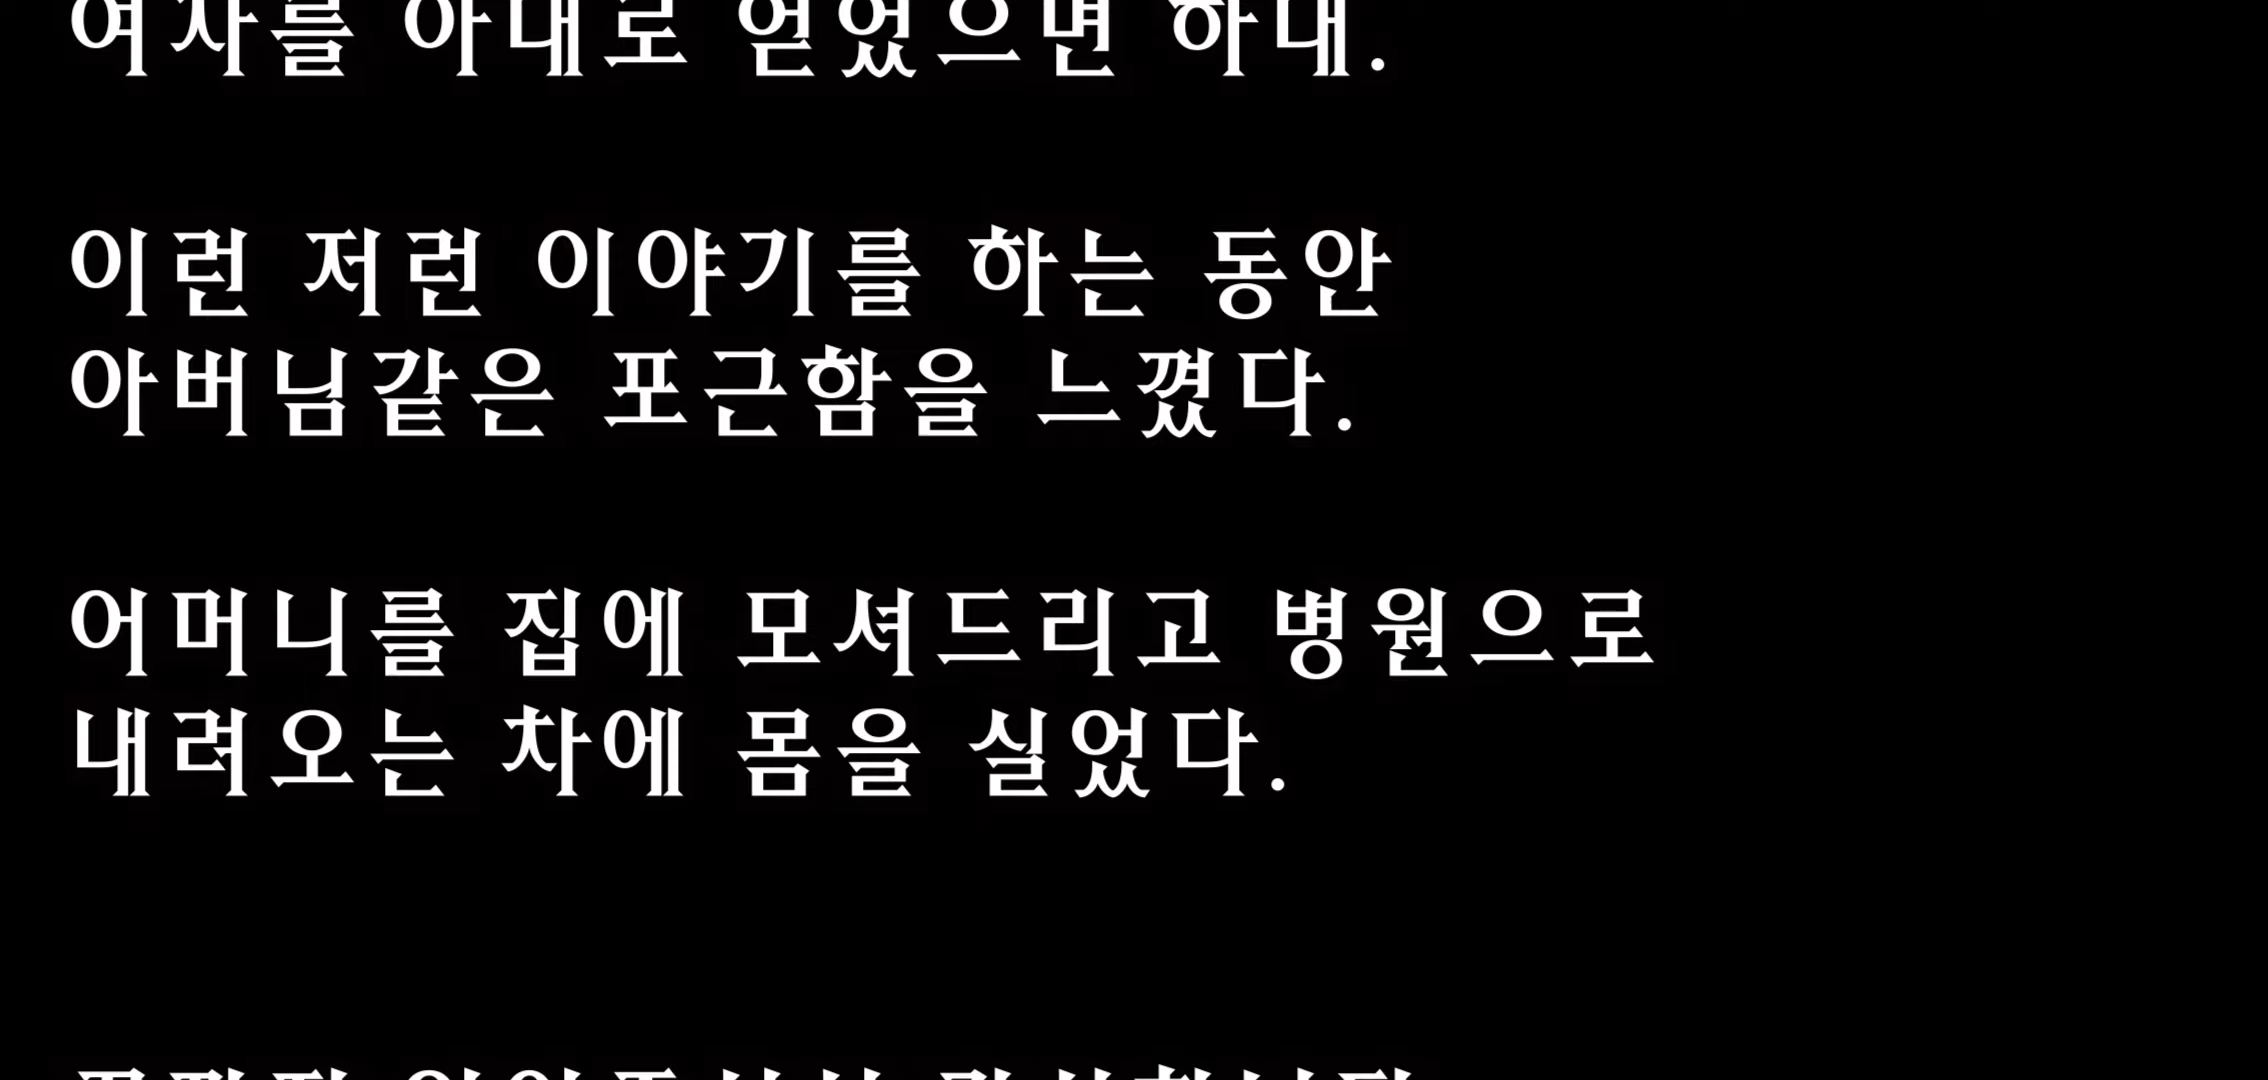 여자를 아내로 얻었으면 하대.
이런 저런 이야기를 하는 동안
아버님같은 포근함을 느꼈다.
어머니를 집에 모셔드리고 병원으로
내려오는 차에 몸을 실었다.